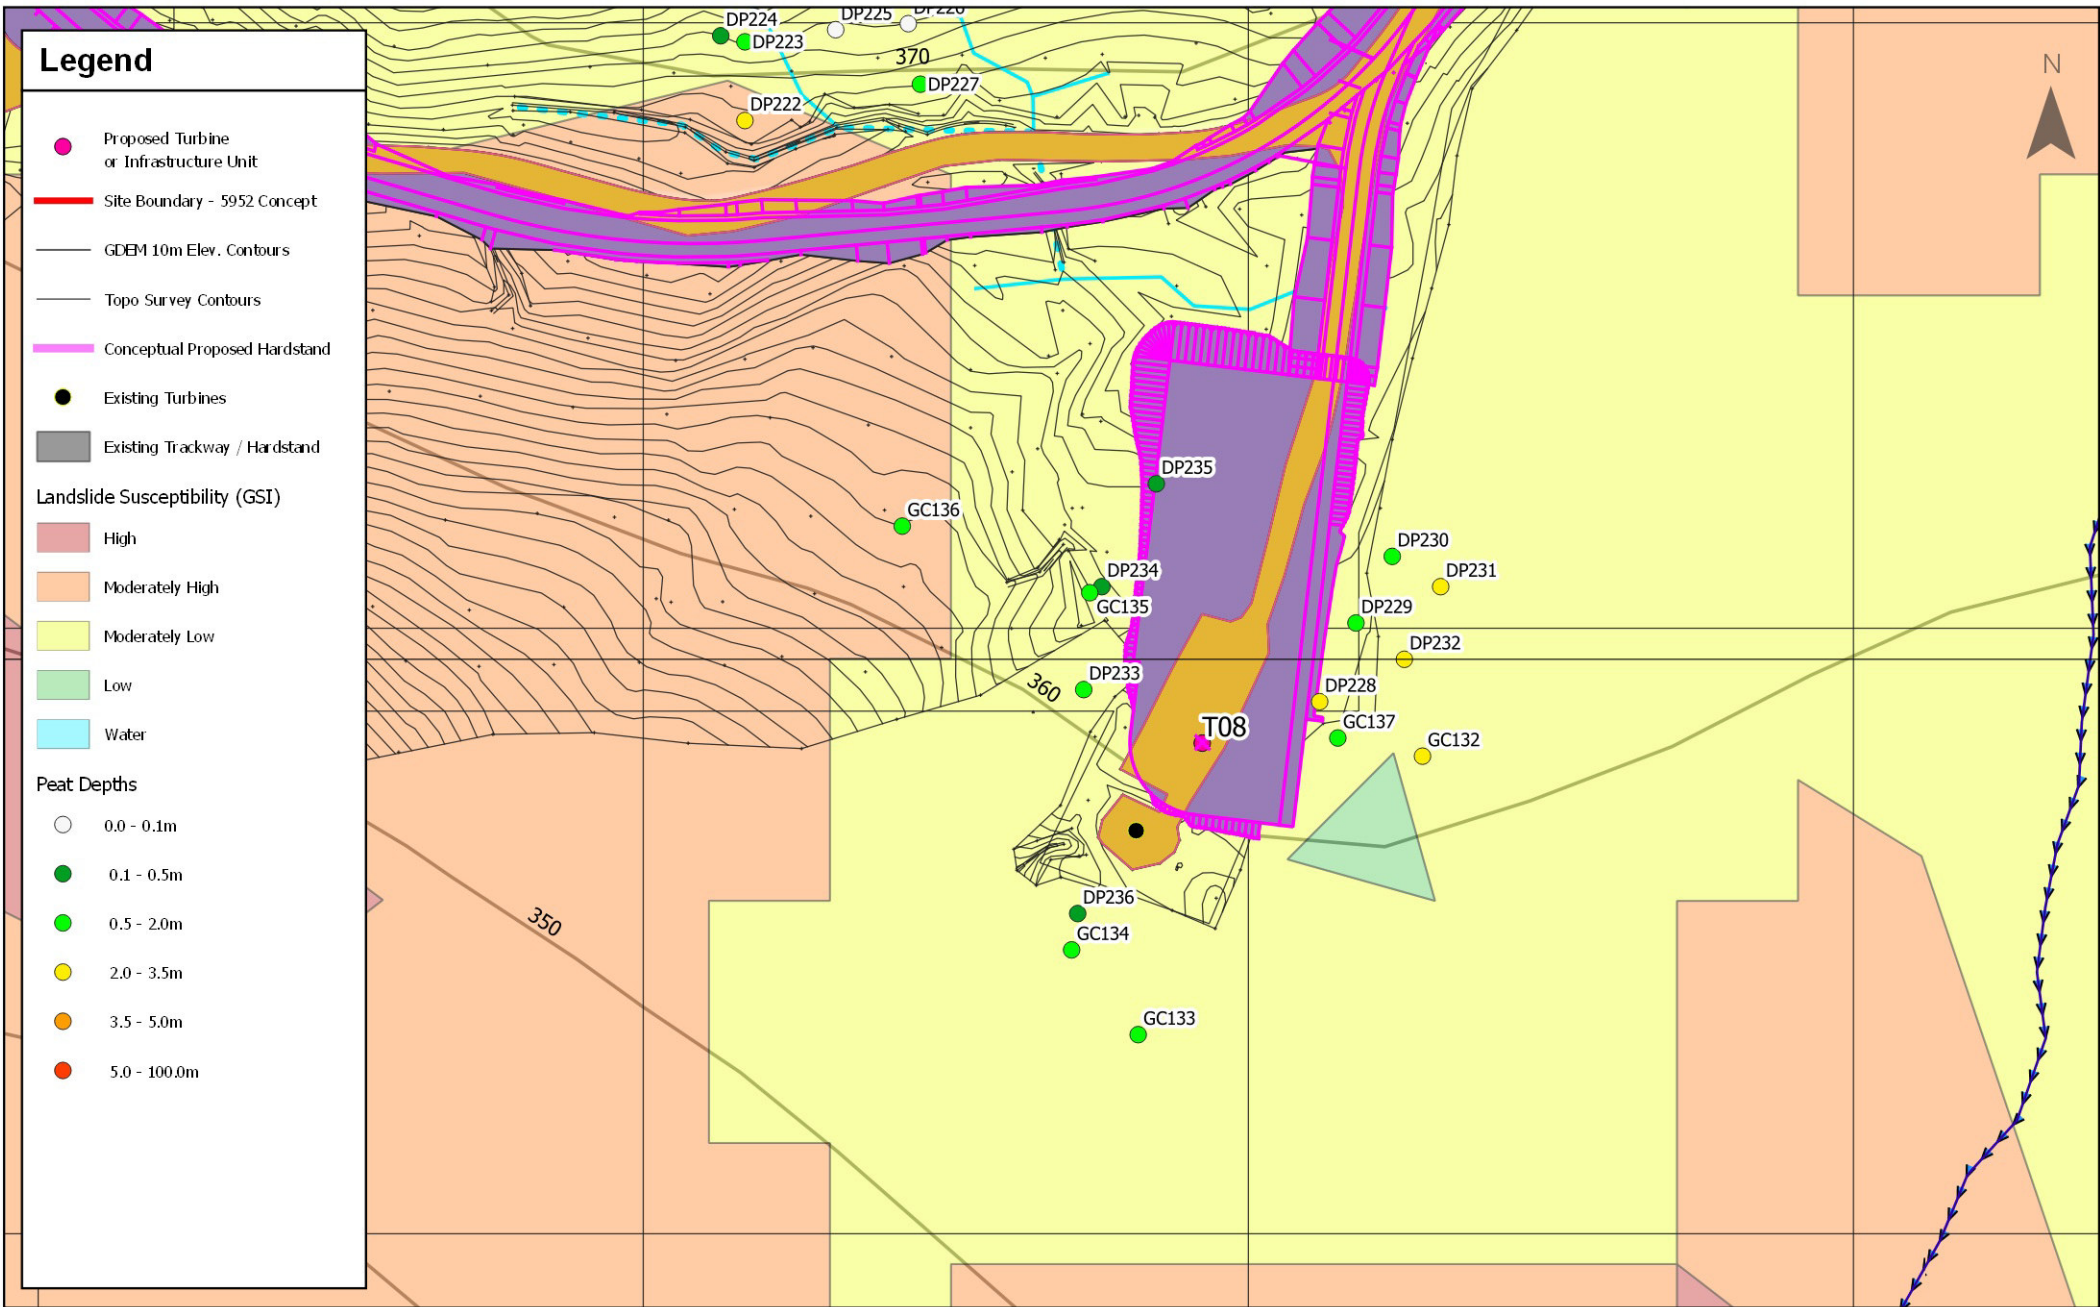 Legend
Proposed Turbine
or Infrastructure Unit
Site Boundary - 5952 Concept
GDEM 10m Elev. Contours
Topo Survey Contours
Conceptual Proposed Hardstand
Existing Turbines
Existing Trackway / Hardstand
Landslide Susceptibility (GSI)
High
Moderately High
Moderately Low
Low
Water
Peat Depths
0.0 - 0.1m
0.1 - 0.5m
0.5 - 2.0m
2.0 - 3.5m
3.5 - 5.0m
5.0 - 100.0m
DP224
DP225
DP226
DP223
370
DP227
DP222
N
DP235
GC136
DP230
DP234
DP231
GC135
DP229
DP232
DP233
360
DP228
T08
GC137
GC132
DP236
350
GC134
GC133